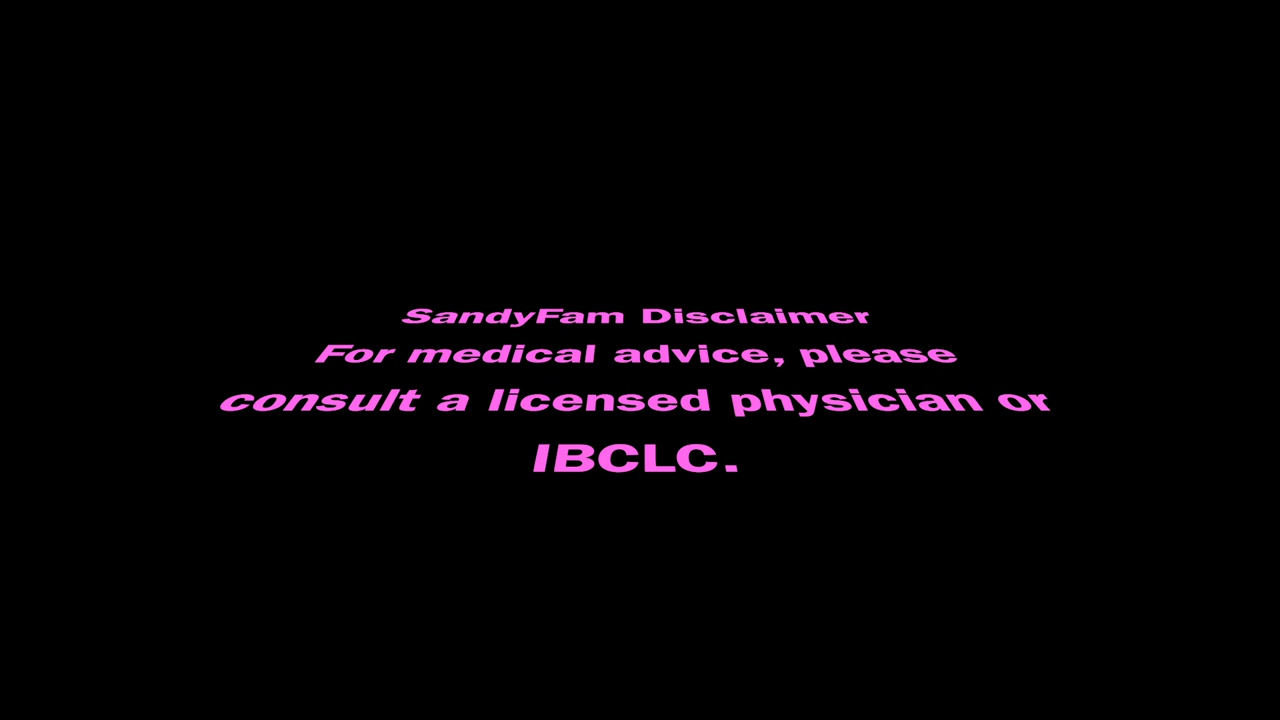 SandyFam Disclaimer
For medical advice, please
consult a licensed physician or
IBCLC.